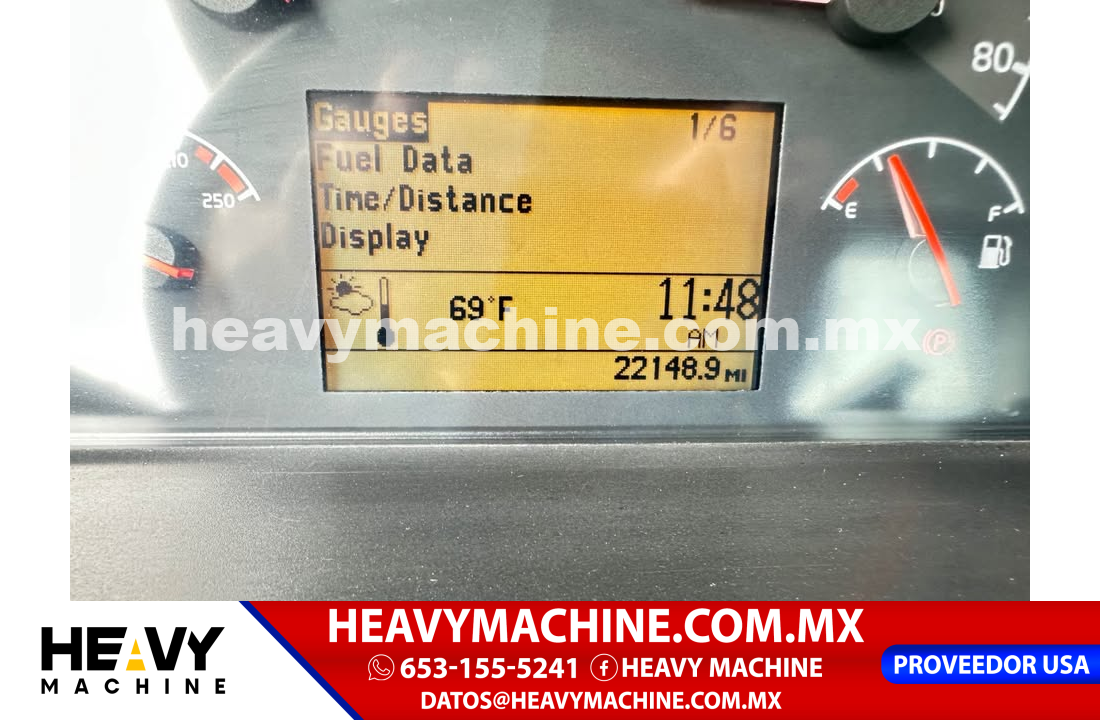 80
Gauges 1/6
Fuel Data
Time/Distance
Display
250
E F
69°F 11:48
AM
22148.9 MI
(P)
heavymachine.com.mx
HEAVYMACHINE.COM.MX
653-155-5241 HEAVY MACHINE
DATOS@HEAVYMACHINE.COM.MX
HEAVY
MACHINE
PROVEEDOR USA